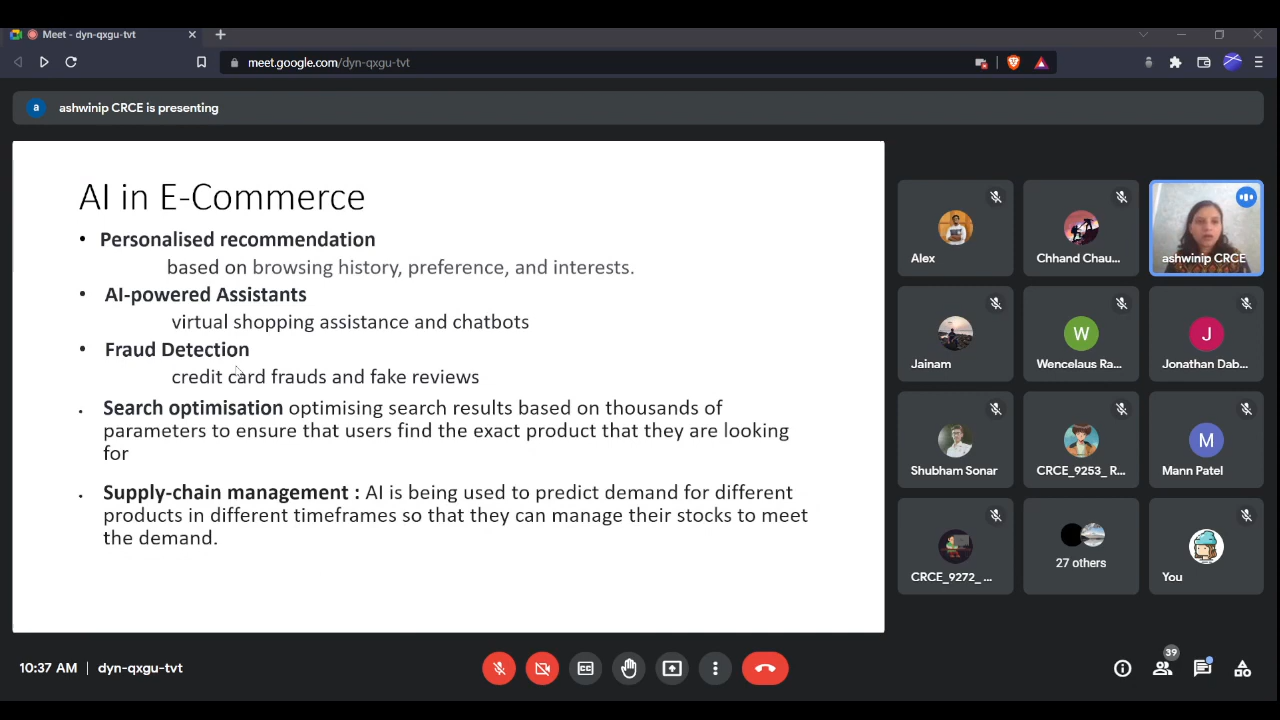 Meet - dyn-qxgu-tvt
meet.google.com/dyn-qxgu-tvt
a
ashwinip CRCE is presenting
AI in E-Commerce
• Personalised recommendation
based on browsing history, preference, and interests.
• AI-powered Assistants
virtual shopping assistance and chatbots
• Fraud Detection
credit card frauds and fake reviews
• Search optimisation optimising search results based on thousands of
parameters to ensure that users find the exact product that they are looking
for
• Supply-chain management : AI is being used to predict demand for different
products in different timeframes so that they can manage their stocks to meet
the demand.
Alex
Chhand Chau...
ashwinip CRCE
Jainam
W
Wencelaus Ra...
J
Jonathan Dab...
Shubham Sonar
CRCE_9253_ R...
M
Mann Patel
CRCE_9272_ ...
27 others
You
10:37 AM | dyn-qxgu-tvt
39